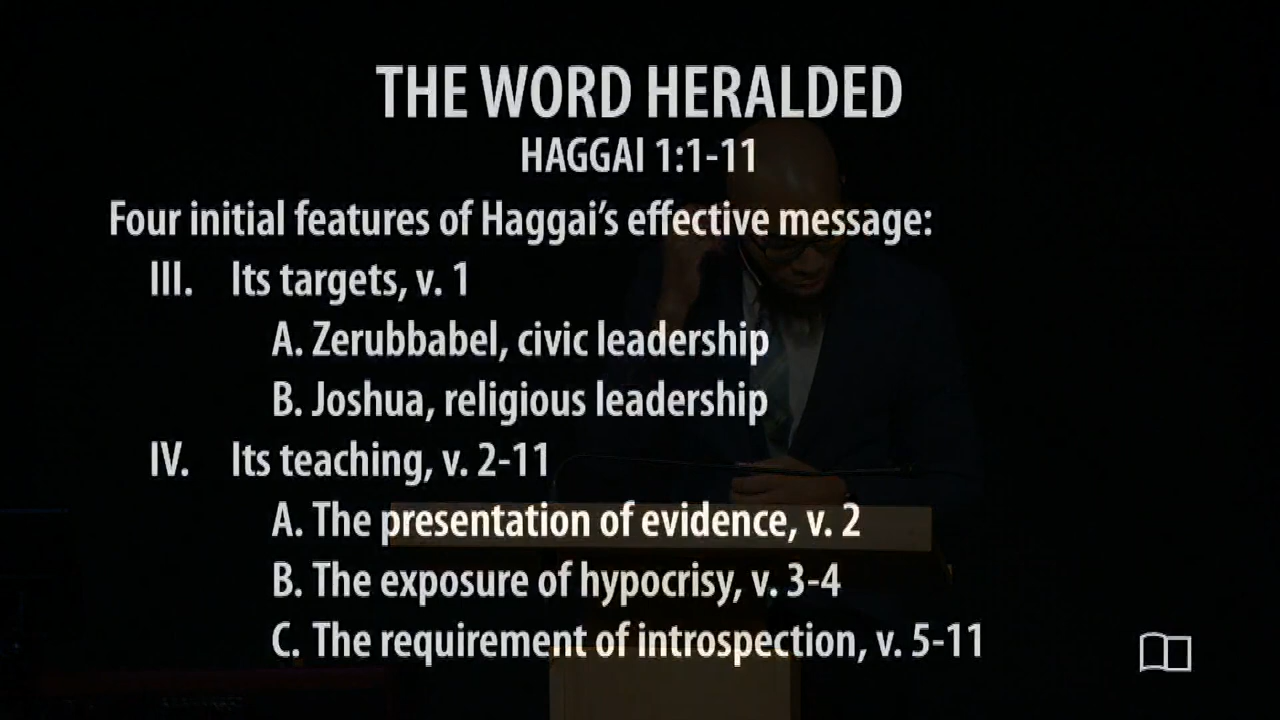 THE WORD HERALDED
HAGGAI 1:1-11
Four initial features of Haggai’s effective message:
III. Its targets, v. 1
A. Zerubbabel, civic leadership
B. Joshua, religious leadership
IV. Its teaching, v. 2-11
A. The presentation of evidence, v. 2
B. The exposure of hypocrisy, v. 3-4
C. The requirement of introspection, v. 5-11